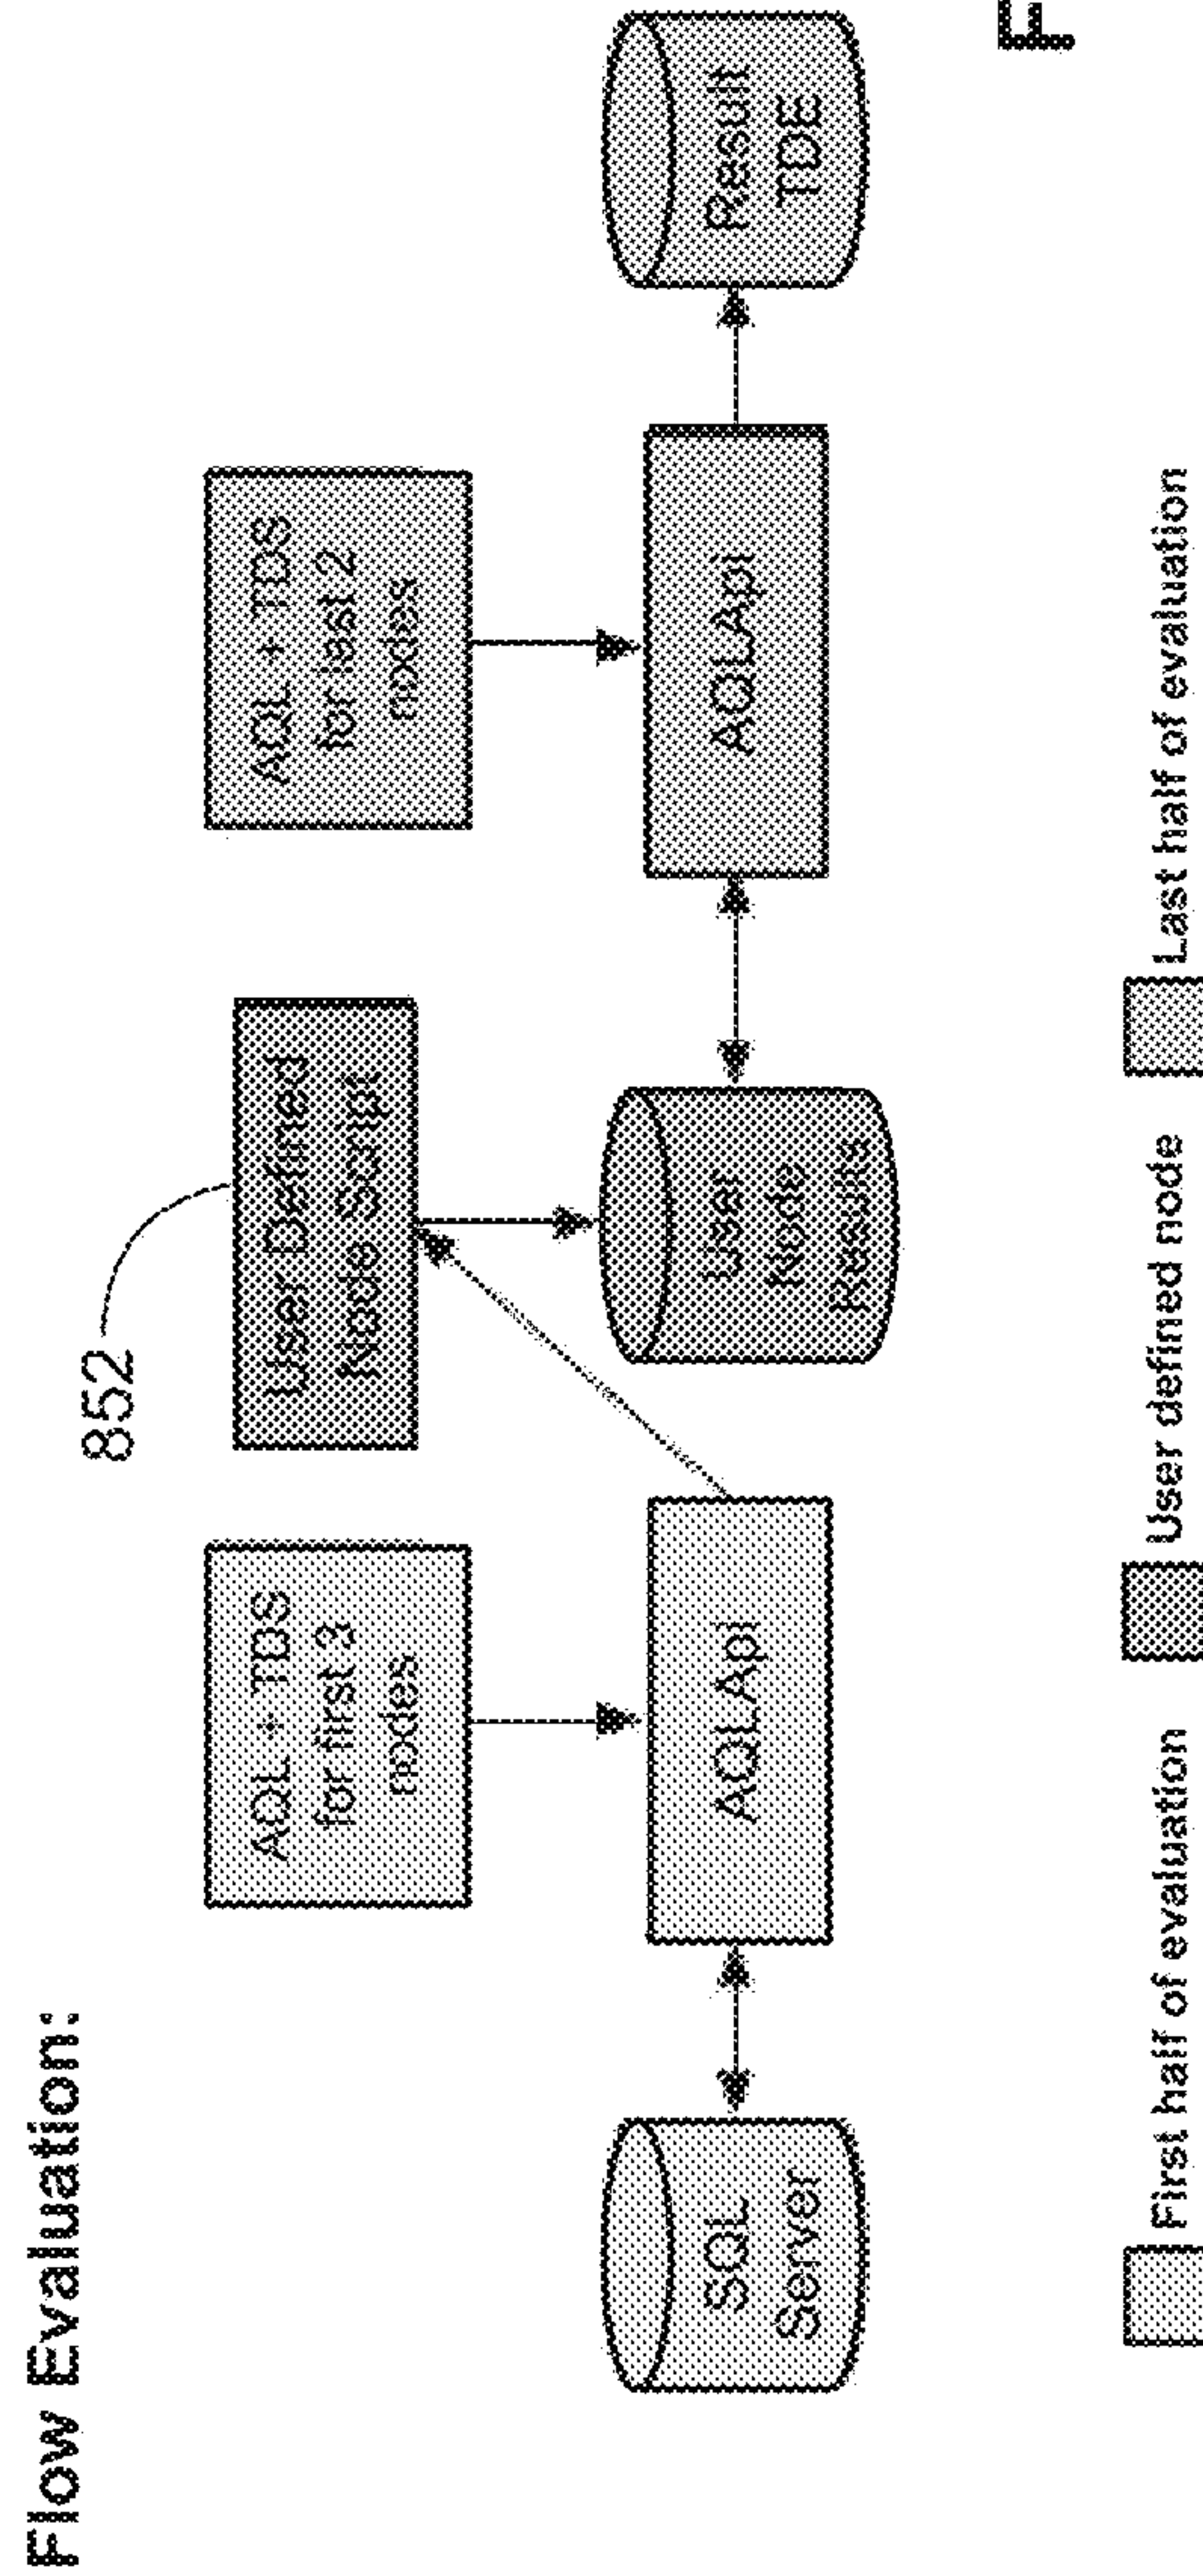 Flow Evaluation:
852
AQL + TDS
for first 3
nodes
User Defined
Node Script
AQL + TDS
for last 2
nodes
SQL
Server
AQLApi
User
Node
Results
AQLApi
Result
TDE
First half of evaluation
User defined node
Last half of evaluation
F